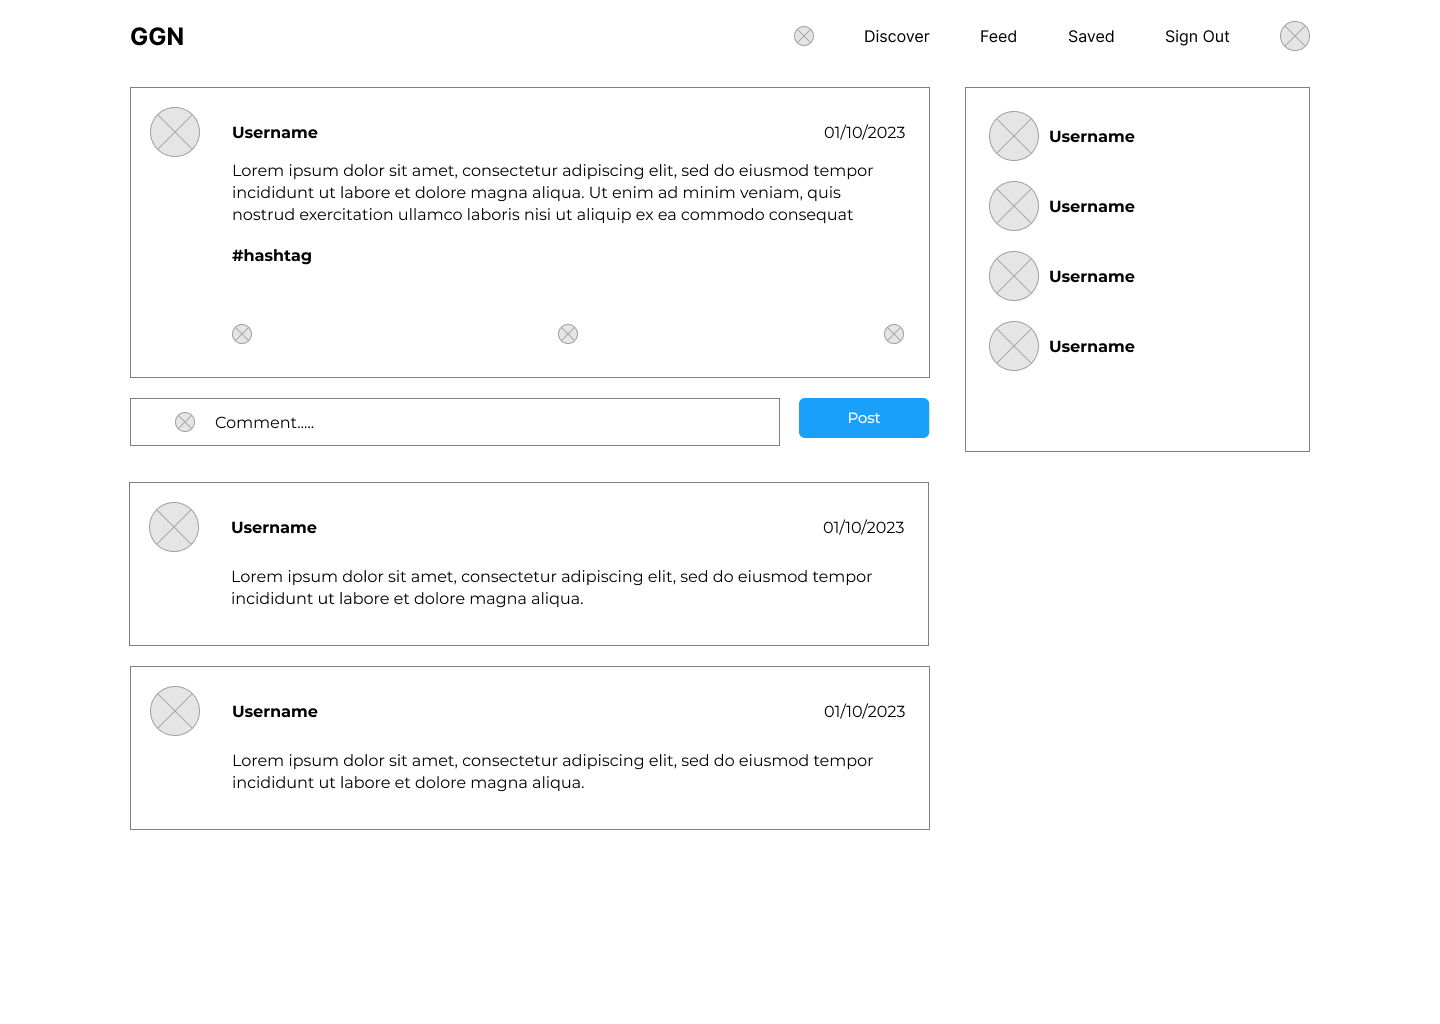 GGN
Discover
Feed
Saved
Sign Out
Username
01/10/2023
Lorem ipsum dolor sit amet, consectetur adipiscing elit, sed do eiusmod tempor
incididunt ut labore et dolore magna aliqua. Ut enim ad minim veniam, quis
nostrud exercitation ullamco laboris nisi ut aliquip ex ea commodo consequat
#hashtag
Comment.....
Post
Username
01/10/2023
Lorem ipsum dolor sit amet, consectetur adipiscing elit, sed do eiusmod tempor
incididunt ut labore et dolore magna aliqua.
Username
01/10/2023
Lorem ipsum dolor sit amet, consectetur adipiscing elit, sed do eiusmod tempor
incididunt ut labore et dolore magna aliqua.
Username
Username
Username
Username